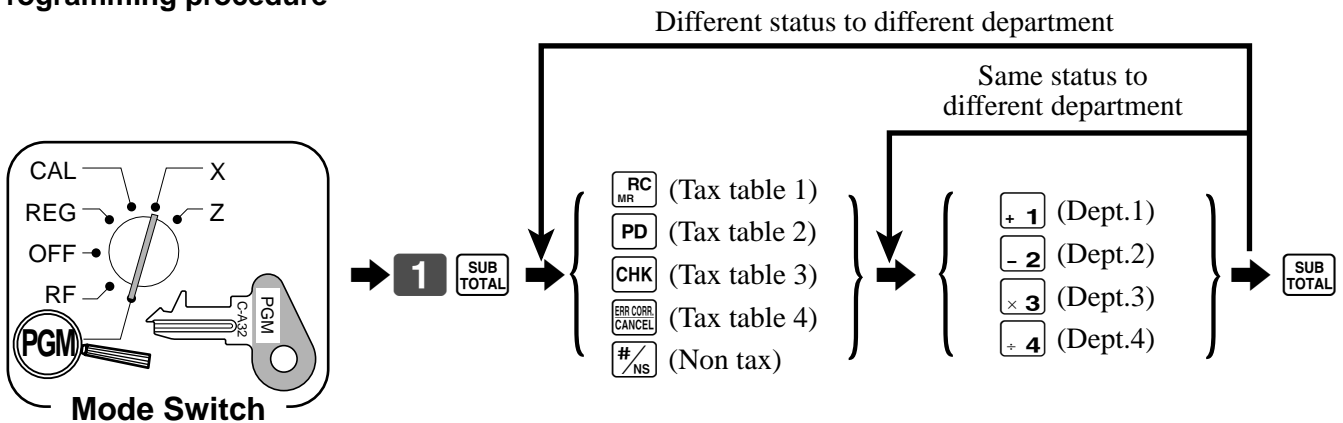 rogramming procedure
Different status to different department
Same status to
different department
CAL
X
REG
Z
OFF
RF
PGM
PGM
C-A32
Mode Switch
1
SUB
TOTAL
RC
MR
(Tax table 1)
PD
(Tax table 2)
CHK
(Tax table 3)
ERR CORR.
CANCEL
(Tax table 4)
#/NS
(Non tax)
+ 1
(Dept.1)
- 2
(Dept.2)
× 3
(Dept.3)
÷ 4
(Dept.4)
SUB
TOTAL